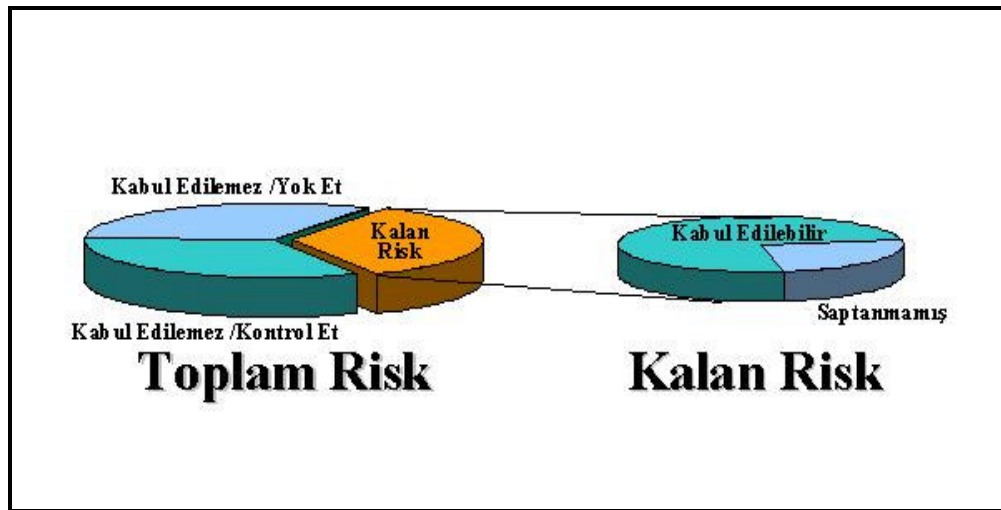 Kabul Edilemez /Yok Et
Kalan
Risk
Kabul Edilemez /Kontrol Et
Toplam Risk
Kabul Edilebilir
Saptanmamış
Kalan Risk